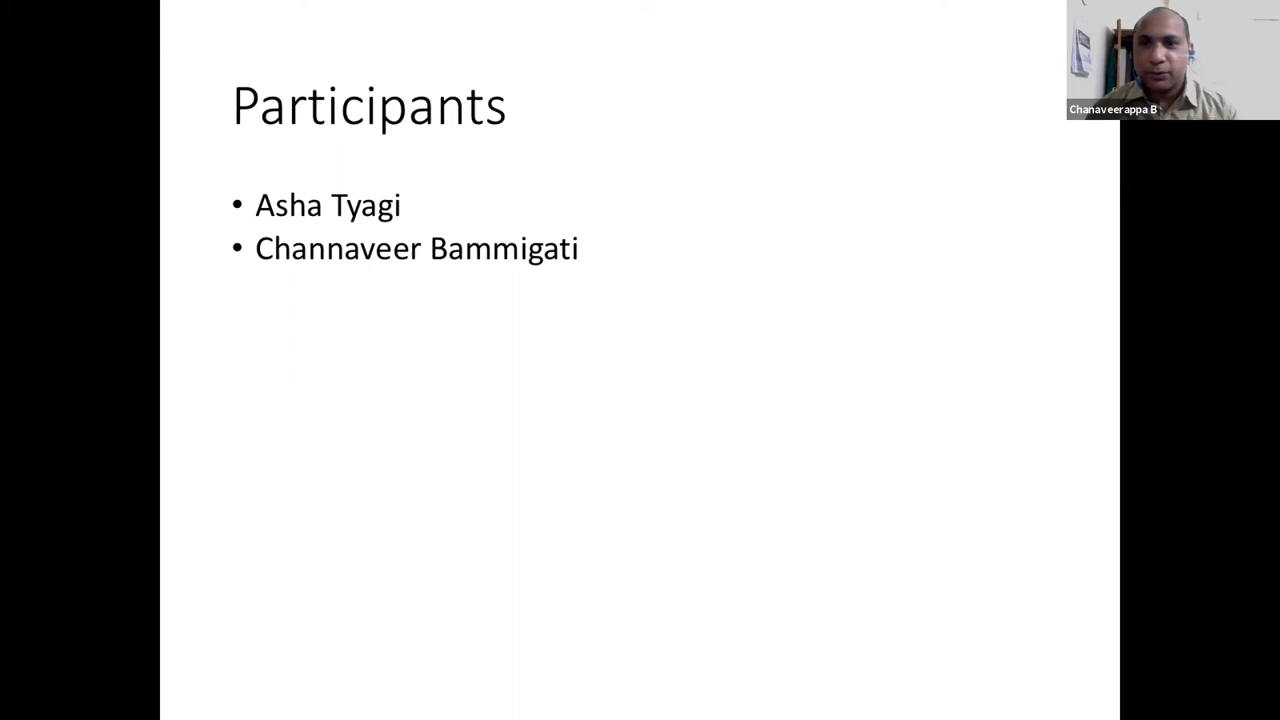 Participants
• Asha Tyagi
• Channaveer Bammigati
Chanaveerappa B